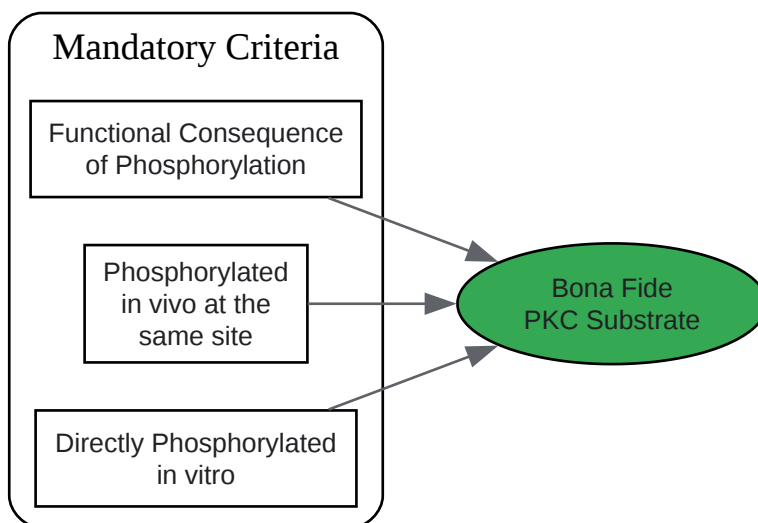 Mandatory Criteria
Functional Consequence
of Phosphorylation
Phosphorylated
in vivo at the
same site
Directly Phosphorylated
in vitro
Bona Fide
PKC Substrate